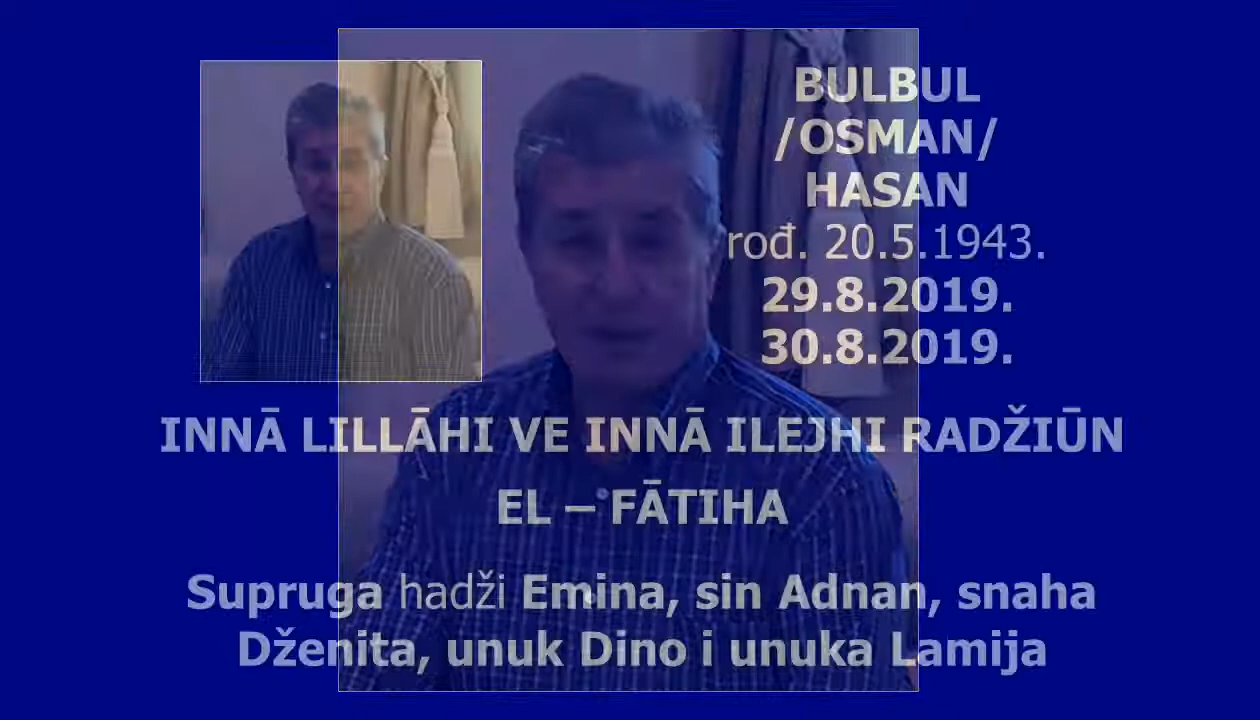 BULBUL
/OSMAN/
HASAN
rođ. 20.5.1943.
29.8.2019.
30.8.2019.
INNĀ LILLĀHI VE INNĀ ILEJHI RADŽIŪN
EL – FĀTIHA
Supruga hadži Emina, sin Adnan, snaha
Dženita, unuk Dino i unuka Lamija